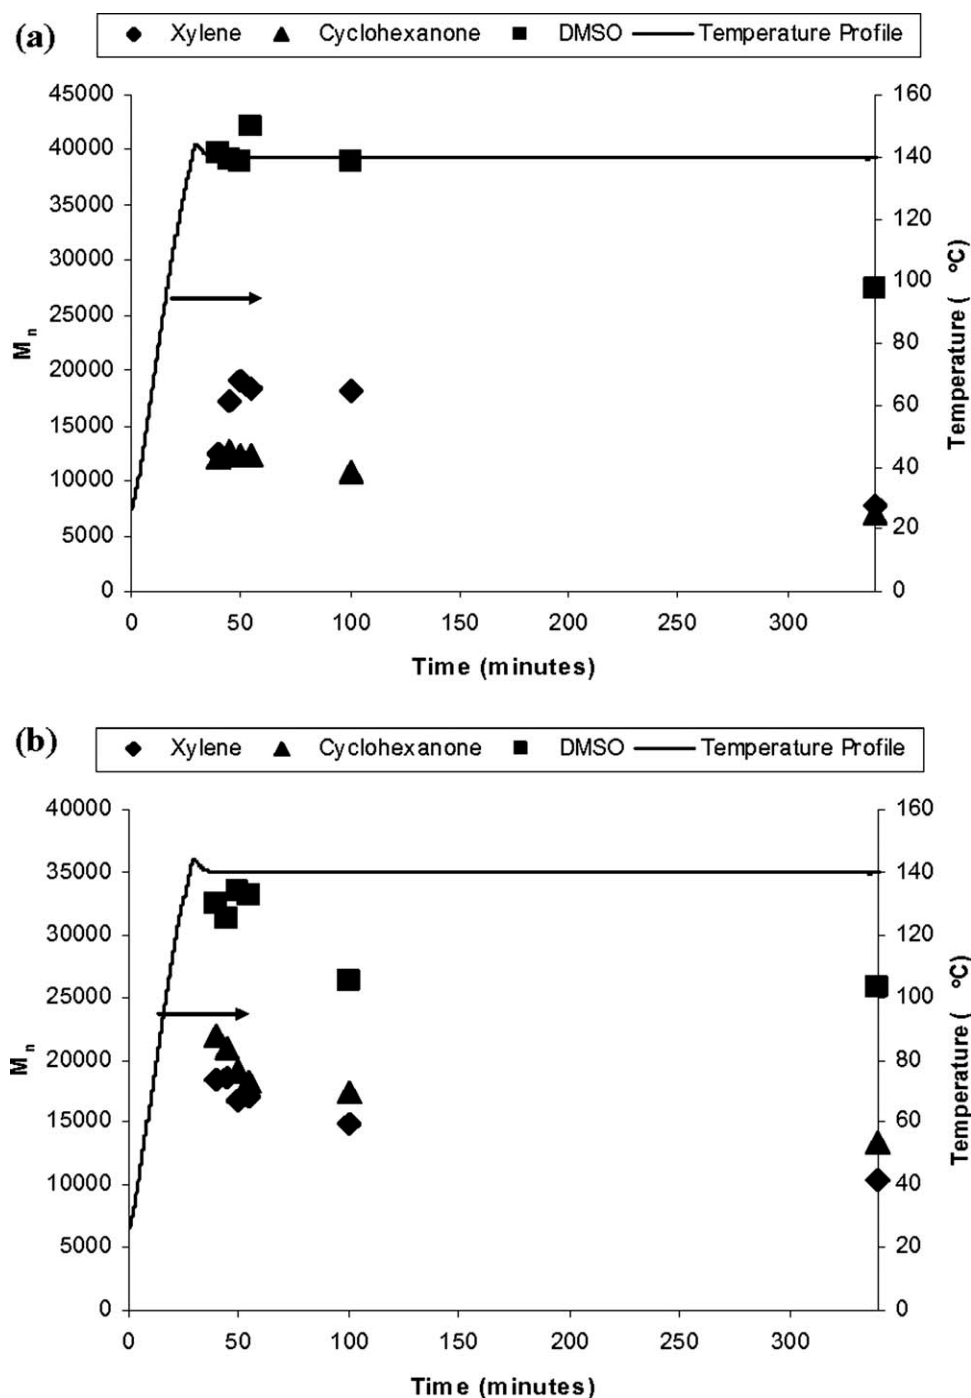 (a)
Xylene Cyclohexanone DMSO Temperature Profile
45000 160
40000 140
35000 120
30000 100
25000 80
20000 60
15000 40
10000 20
5000 0
0
M n
Temperature ( °C)
0 50 100 150 200 250 300
Time (minutes)
(b)
Xylene Cyclohexanone DMSO Temperature Profile
40000 160
35000 140
30000 120
25000 100
20000 80
15000 60
10000 40
5000 20
0 0
M n
Temperature ( °C)
0 50 100 150 200 250 300
Time (minutes)